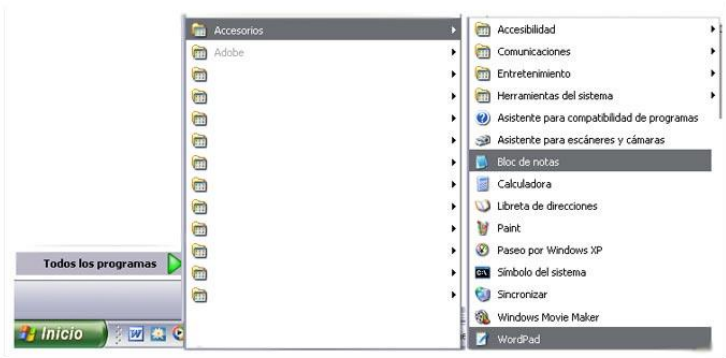 Todos los programas
Inicio
Accesorios
Adobe
Accesibilidad
Comunicaciones
Entretenimiento
Herramientas del sistema
Asistente para compatibilidad de programas
Asistente para escáneres y cámaras
Bloc de notas
Calculadora
Libreta de direcciones
Paint
Paseo por Windows XP
Símbolo del sistema
Sincronizar
Windows Movie Maker
WordPad